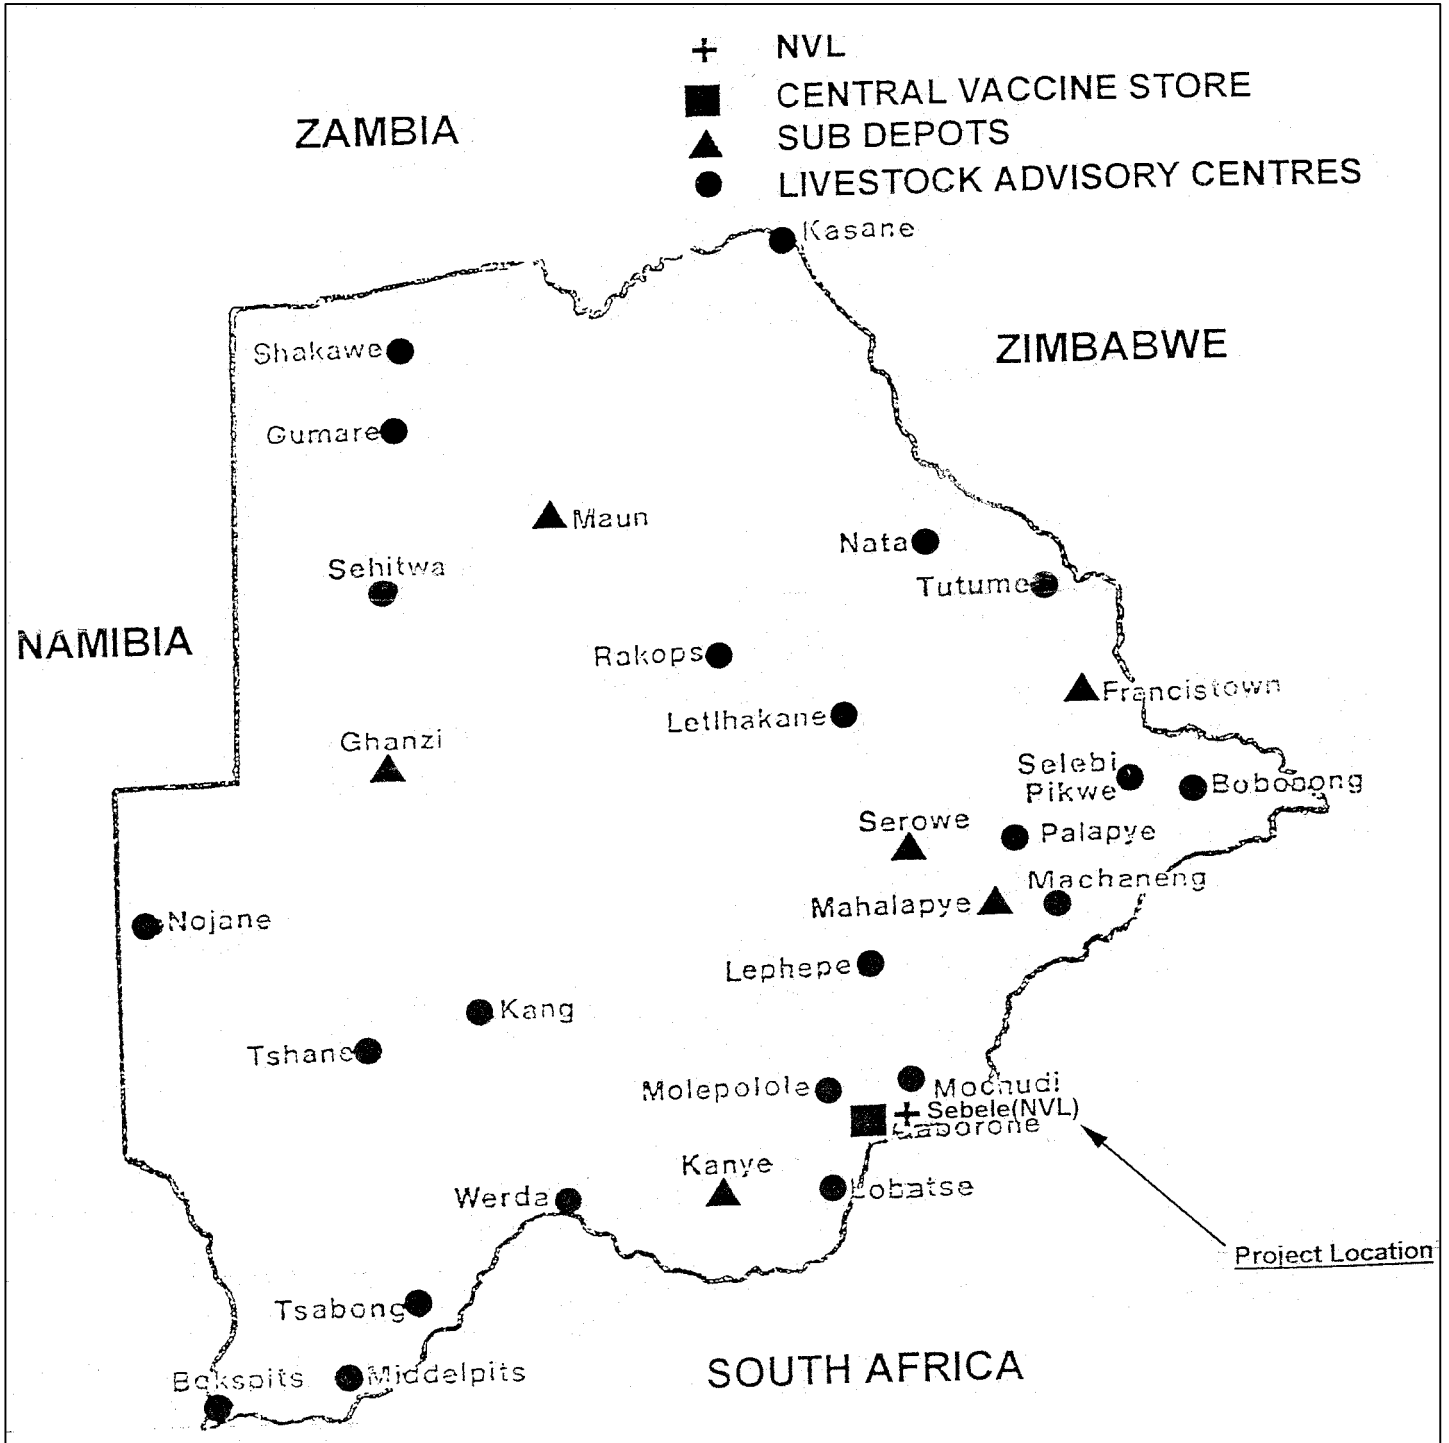 NVL
CENTRAL VACCINE STORE
SUB DEPOTS
LIVESTOCK ADVISORY CENTRES
ZAMBIA
Kasane
ZIMBABWE
Shakawe
Gumare
Maun
Nata
Sehitwa
Tutume
NAMIBIA
Rakops
Francistown
Letlhakane
Ghanzi
Selebi
Pikwe
Bobonong
Serowe
Palapye
Machaneng
Mahalapye
Nojane
Lephepe
Kang
Tshane
Molepolole
Mochudi
Sebele(NVL)
Gaborone
Kanye
Lobatse
Werda
Project Location
Tsabong
Middelpits
Bokspits
SOUTH AFRICA